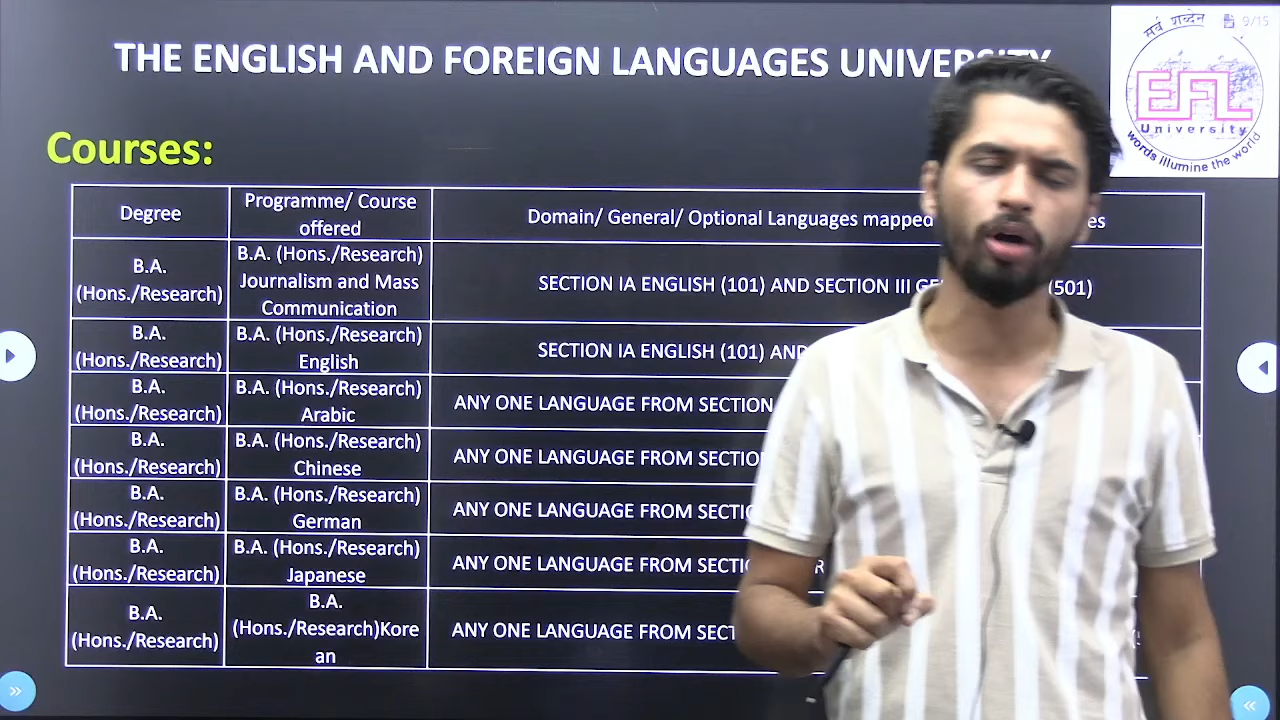 THE ENGLISH AND FOREIGN LANGUAGES UNIVERSITY
सर्व शब्देन
9/15
EFL
University
words illumine the world
Courses:
Degree
Programme/ Course
offered
Domain/ General/ Optional Languages mapped
B.A.
(Hons./Research)
B.A. (Hons./Research)
Journalism and Mass
Communication
SECTION IA ENGLISH (101) AND SECTION III (501)
B.A.
(Hons./Research)
B.A. (Hons./Research)
English
SECTION IA ENGLISH (101) AND
B.A.
(Hons./Research)
B.A. (Hons./Research)
Arabic
ANY ONE LANGUAGE FROM SECTION
B.A.
(Hons./Research)
B.A. (Hons./Research)
Chinese
ANY ONE LANGUAGE FROM SECTION
B.A.
(Hons./Research)
B.A. (Hons./Research)
German
ANY ONE LANGUAGE FROM
B.A.
(Hons./Research)
B.A. (Hons./Research)
Japanese
ANY ONE LANGUAGE FROM
B.A.
(Hons./Research)
B.A.
(Hons./Research)Kore
an
ANY ONE LANGUAGE FROM